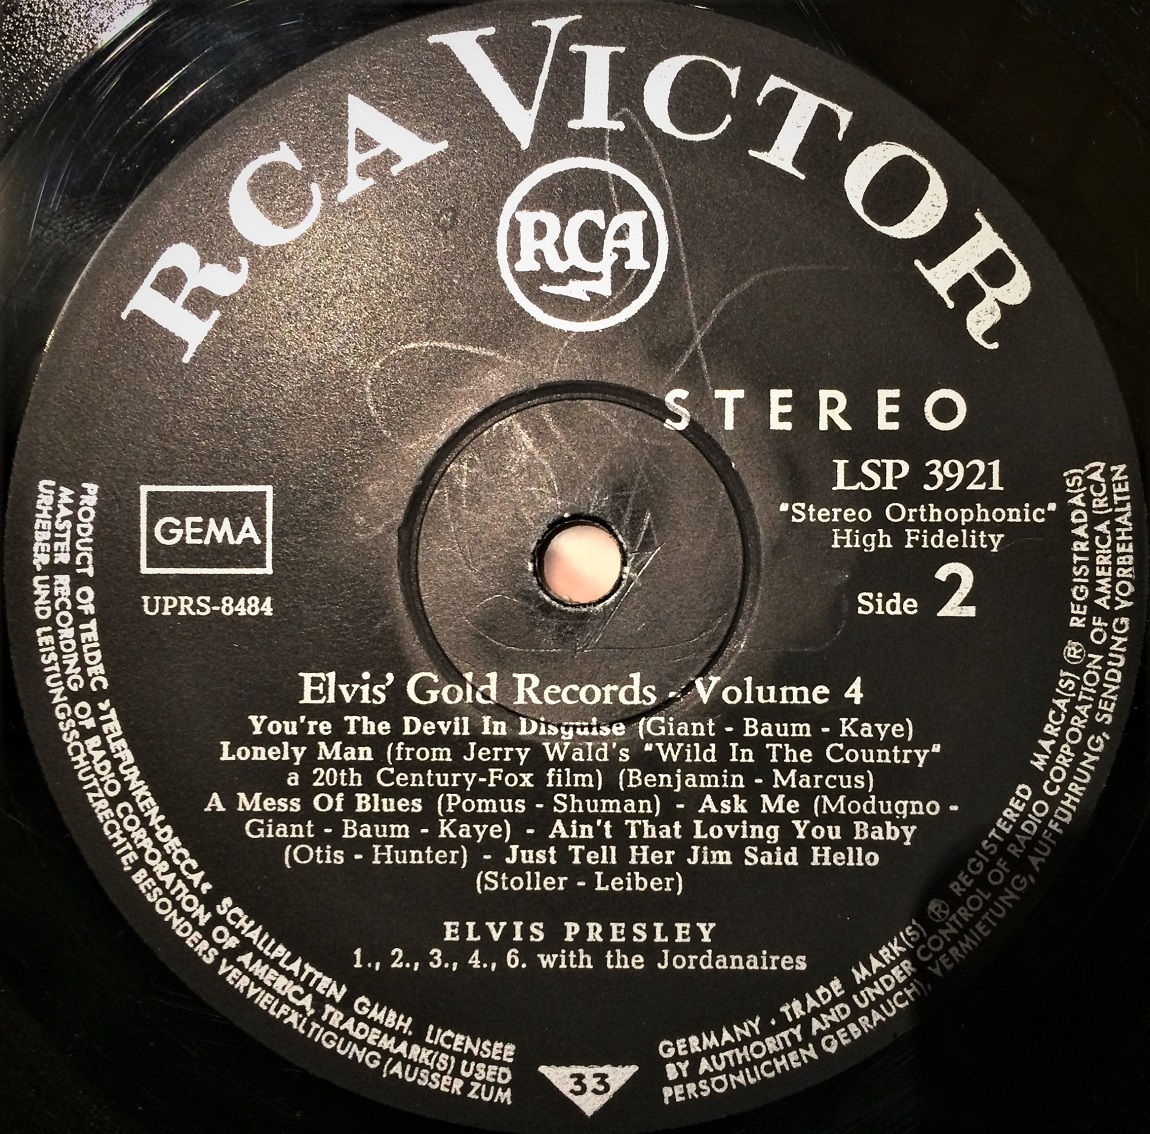 RCA VICTOR
RCA
STEREO
LSP 3921
"Stereo Orthophonic"
High Fidelity
Side 2
GEMA
UPRS-8484
Elvis' Gold Records - Volume 4
You're The Devil In Disguise (Giant - Baum - Kaye)
Lonely Man (from Jerry Wald's "Wild In The Country"
a 20th Century-Fox film) (Benjamin - Marcus)
A Mess Of Blues (Pomus - Shuman) - Ask Me (Modugno -
Giant - Baum - Kaye) - Ain't That Loving You Baby
(Otis - Hunter) - Just Tell Her Jim Said Hello
(Stoller - Leiber)
ELVIS PRESLEY
1., 2., 3., 4., 6. with the Jordanaires
PRODUCT OF TELDEC »TELEFUNKEN-DECCA« SCHALLPLATTEN GMBH. LICENSEE GERMANY · TRADE MARK(S) ® REGISTERED MARCA(S) ® REGISTRADA(S)
MASTER RECORDING OF RADIO CORPORATION OF AMERICA, TRADEMARK(S) USED BY AUTHORITY AND UNDER CONTROL OF RADIO CORPORATION OF AMERICA (RCA)
URHEBER- UND LEISTUNGSSCHUTZRECHTE, BESONDERS VERVIELFÄLTIGUNG (AUSSER ZUM PERSÖNLICHEN GEBRAUCH), VERMIETUNG, AUFFÜHRUNG, SENDUNG VORBEHALTEN
33